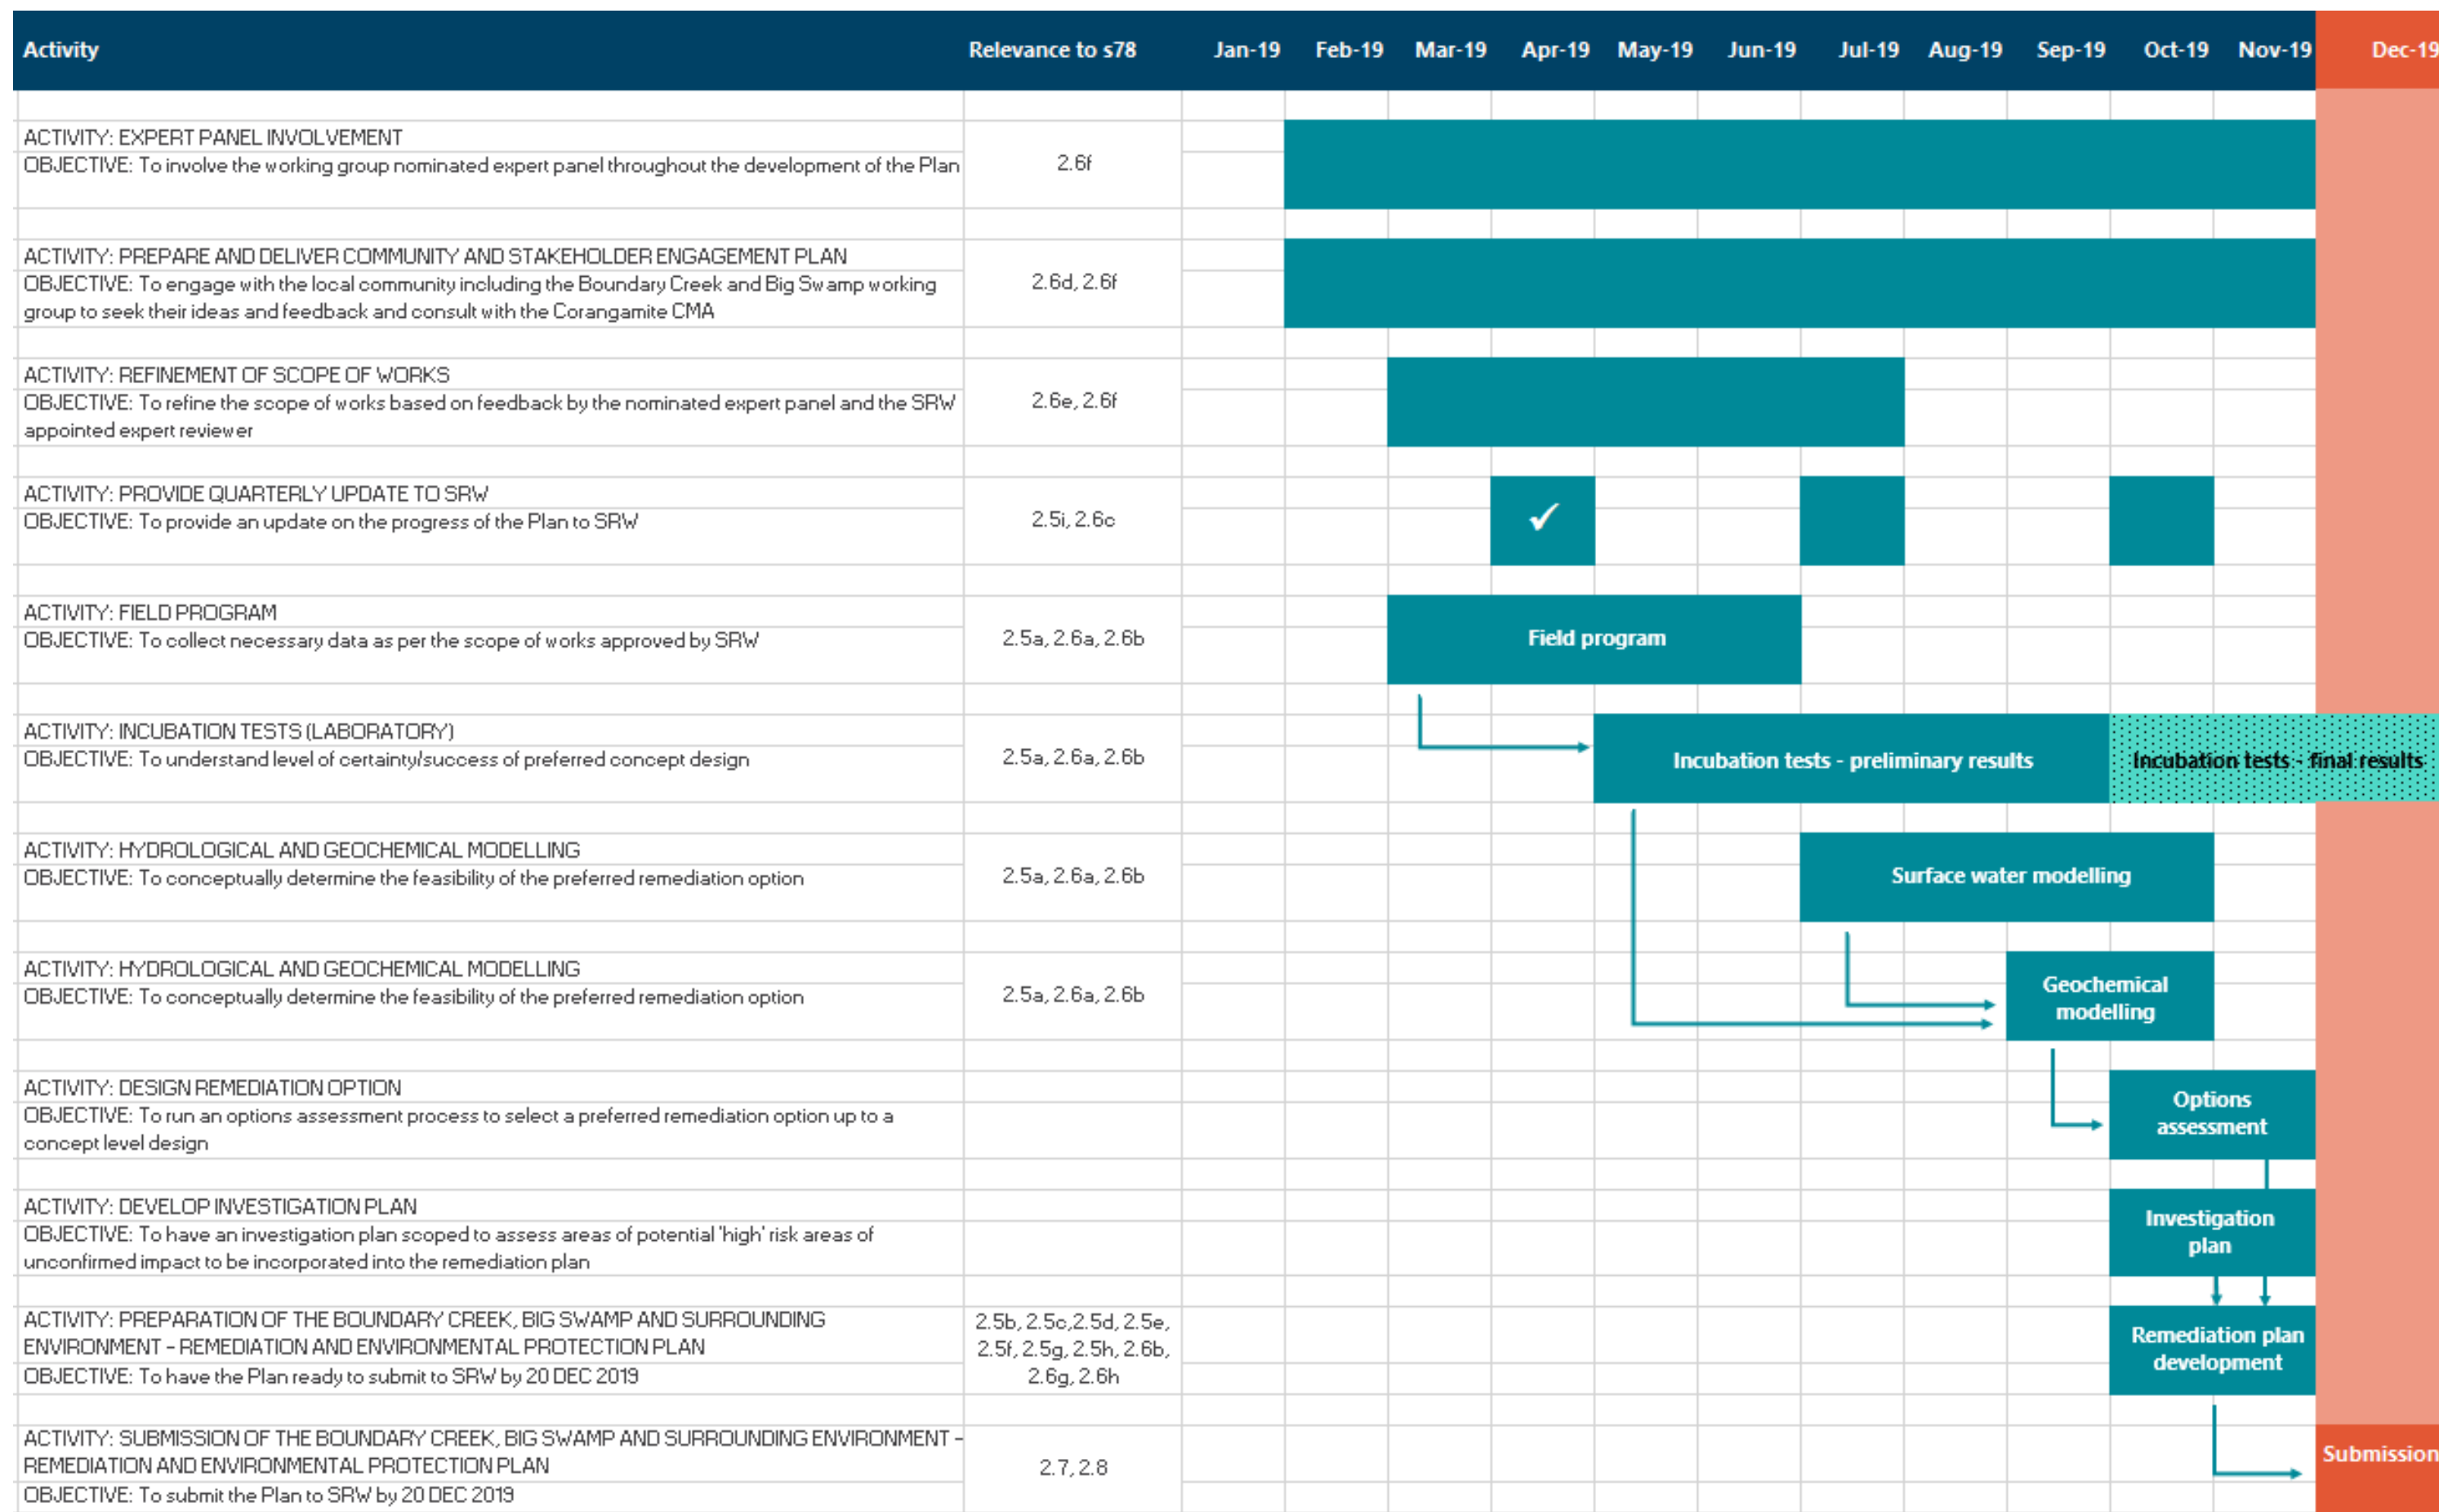 Activity Relevance to s78 Jan-19 Feb-19 Mar-19 Apr-19 May-19 Jun-19 Jul-19 Aug-19 Sep-19 Oct-19 Nov-19 Dec-19
ACTIVITY: EXPERT PANEL INVOLVEMENT
OBJECTIVE: To involve the working group nominated expert panel throughout the development of the Plan
2.6f
ACTIVITY: PREPARE AND DELIVER COMMUNITY AND STAKEHOLDER ENGAGEMENT PLAN
OBJECTIVE: To engage with the local community including the Boundary Creek and Big Swamp working
group to seek their ideas and feedback and consult with the Corangamite CMA
2.6d, 2.6f
ACTIVITY: REFINEMENT OF SCOPE OF WORKS
OBJECTIVE: To refine the scope of works based on feedback by the nominated expert panel and the SRW
appointed expert reviewer
2.6e, 2.6f
ACTIVITY: PROVIDE QUARTERLY UPDATE TO SRW
OBJECTIVE: To provide an update on the progress of the Plan to SRW
2.5i, 2.6c
✓
ACTIVITY: FIELD PROGRAM
OBJECTIVE: To collect necessary data as per the scope of works approved by SRW
2.5a, 2.6a, 2.6b
Field program
ACTIVITY: INCUBATION TESTS (LABORATORY)
OBJECTIVE: To understand level of certainty/success of preferred concept design
2.5a, 2.6a, 2.6b
Incubation tests - preliminary results
Incubation tests - final results
ACTIVITY: HYDROLOGICAL AND GEOCHEMICAL MODELLING
OBJECTIVE: To conceptually determine the feasibility of the preferred remediation option
2.5a, 2.6a, 2.6b
Surface water modelling
ACTIVITY: HYDROLOGICAL AND GEOCHEMICAL MODELLING
OBJECTIVE: To conceptually determine the feasibility of the preferred remediation option
2.5a, 2.6a, 2.6b
Geochemical
modelling
ACTIVITY: DESIGN REMEDIATION OPTION
OBJECTIVE: To run an options assessment process to select a preferred remediation option up to a
concept level design
Options
assessment
ACTIVITY: DEVELOP INVESTIGATION PLAN
OBJECTIVE: To have an investigation plan scoped to assess areas of potential 'high' risk areas of
unconfirmed impact to be incorporated into the remediation plan
Investigation
plan
ACTIVITY: PREPARATION OF THE BOUNDARY CREEK, BIG SWAMP AND SURROUNDING
ENVIRONMENT – REMEDIATION AND ENVIRONMENTAL PROTECTION PLAN
OBJECTIVE: To have the Plan ready to submit to SRW by 20 DEC 2019
2.5b, 2.5c,2.5d, 2.5e,
2.5f, 2.5g, 2.5h, 2.6b,
2.6g, 2.6h
Remediation plan
development
ACTIVITY: SUBMISSION OF THE BOUNDARY CREEK, BIG SWAMP AND SURROUNDING ENVIRONMENT –
REMEDIATION AND ENVIRONMENTAL PROTECTION PLAN
OBJECTIVE: To submit the Plan to SRW by 20 DEC 2019
2.7, 2.8
Submission